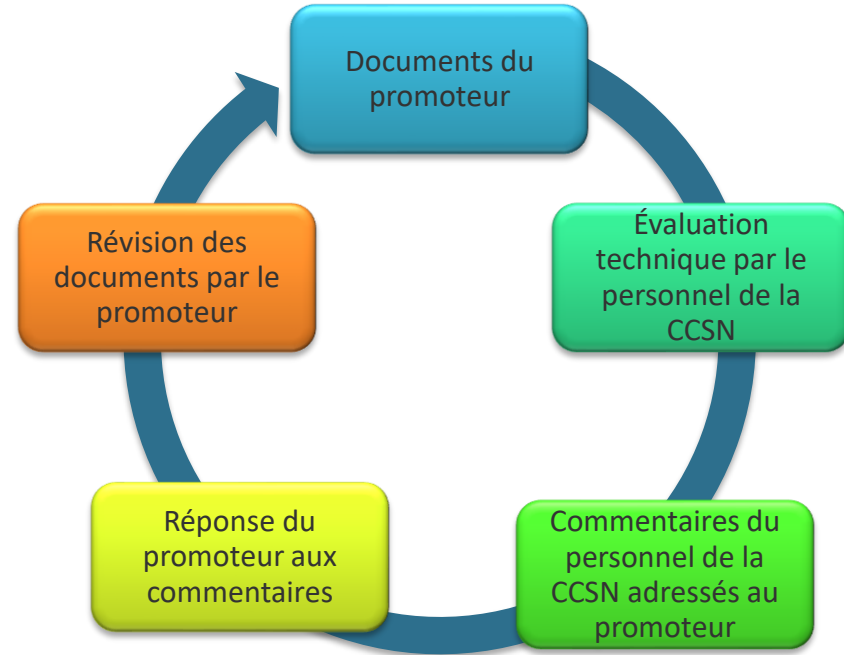 Documents du
promoteur
Évaluation
technique par le
personnel de la
CCSN
Commentaires du
personnel de la
CCSN adressés au
promoteur
Réponse du
promoteur aux
commentaires
Révision des
documents par le
promoteur